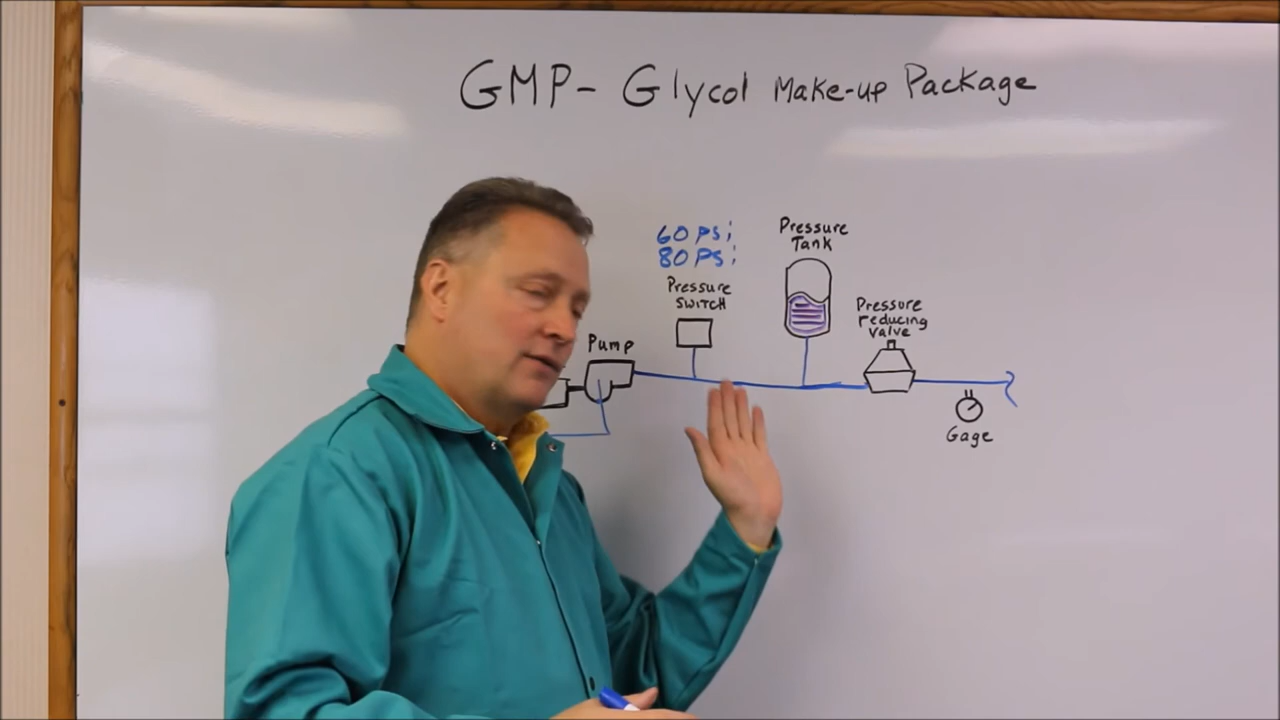 GMP- Glycol Make-up Package
60 psi
80 psi
Pressure
SWITCH
Pump
Pressure
Tank
Pressure
reducing
valve
Gage